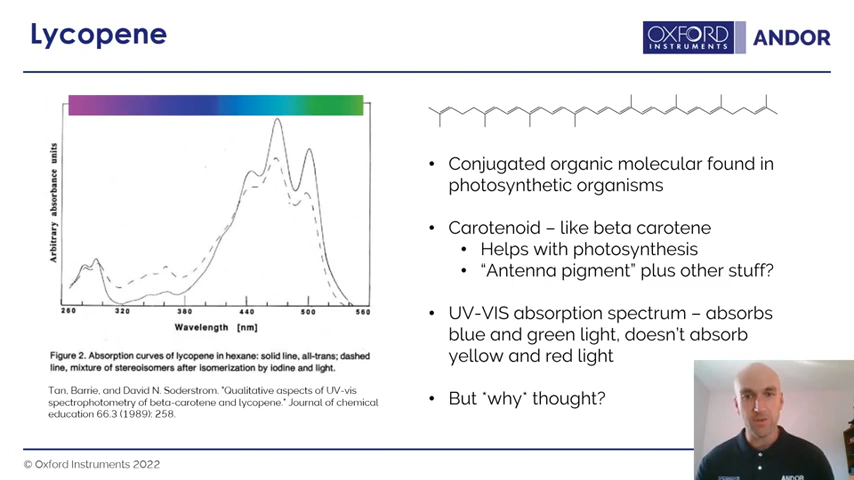 Lycopene
OXFORD
INSTRUMENTS
ANDOR
Arbitrary absorbance units
260 320 380 440 500 560
Wavelength [nm]
Figure 2. Absorption curves of lycopene in hexane: solid line, all-trans; dashed
line, mixture of stereoisomers after isomerization by iodine and light.
Tan, Barrie, and David N. Soderstrom. "Qualitative aspects of UV-vis
spectrophotometry of beta-carotene and lycopene." Journal of chemical
education 66.3 (1989): 258.
• Conjugated organic molecular found in
photosynthetic organisms
• Carotenoid – like beta carotene
• Helps with photosynthesis
• “Antenna pigment” plus other stuff?
• UV-VIS absorption spectrum – absorbs
blue and green light, doesn’t absorb
yellow and red light
• But *why* thought?
© Oxford Instruments 2022
ANDOR